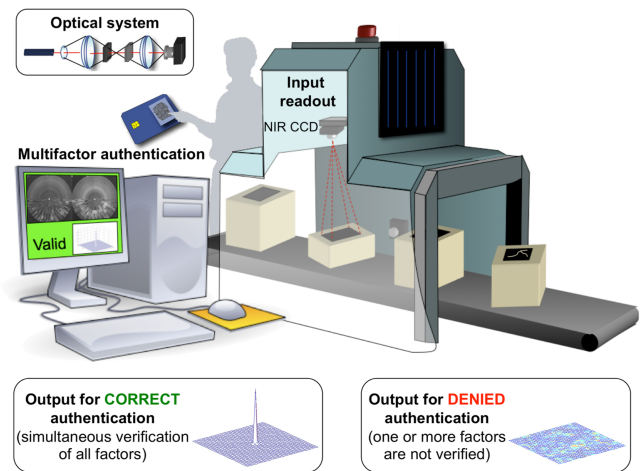 Optical system
Input
readout
NIR CCD
Multifactor authentication
Valid
Output for CORRECT
authentication
(simultaneous verification
of all factors)
Output for DENIED
authentication
(one or more factors
are not verified)